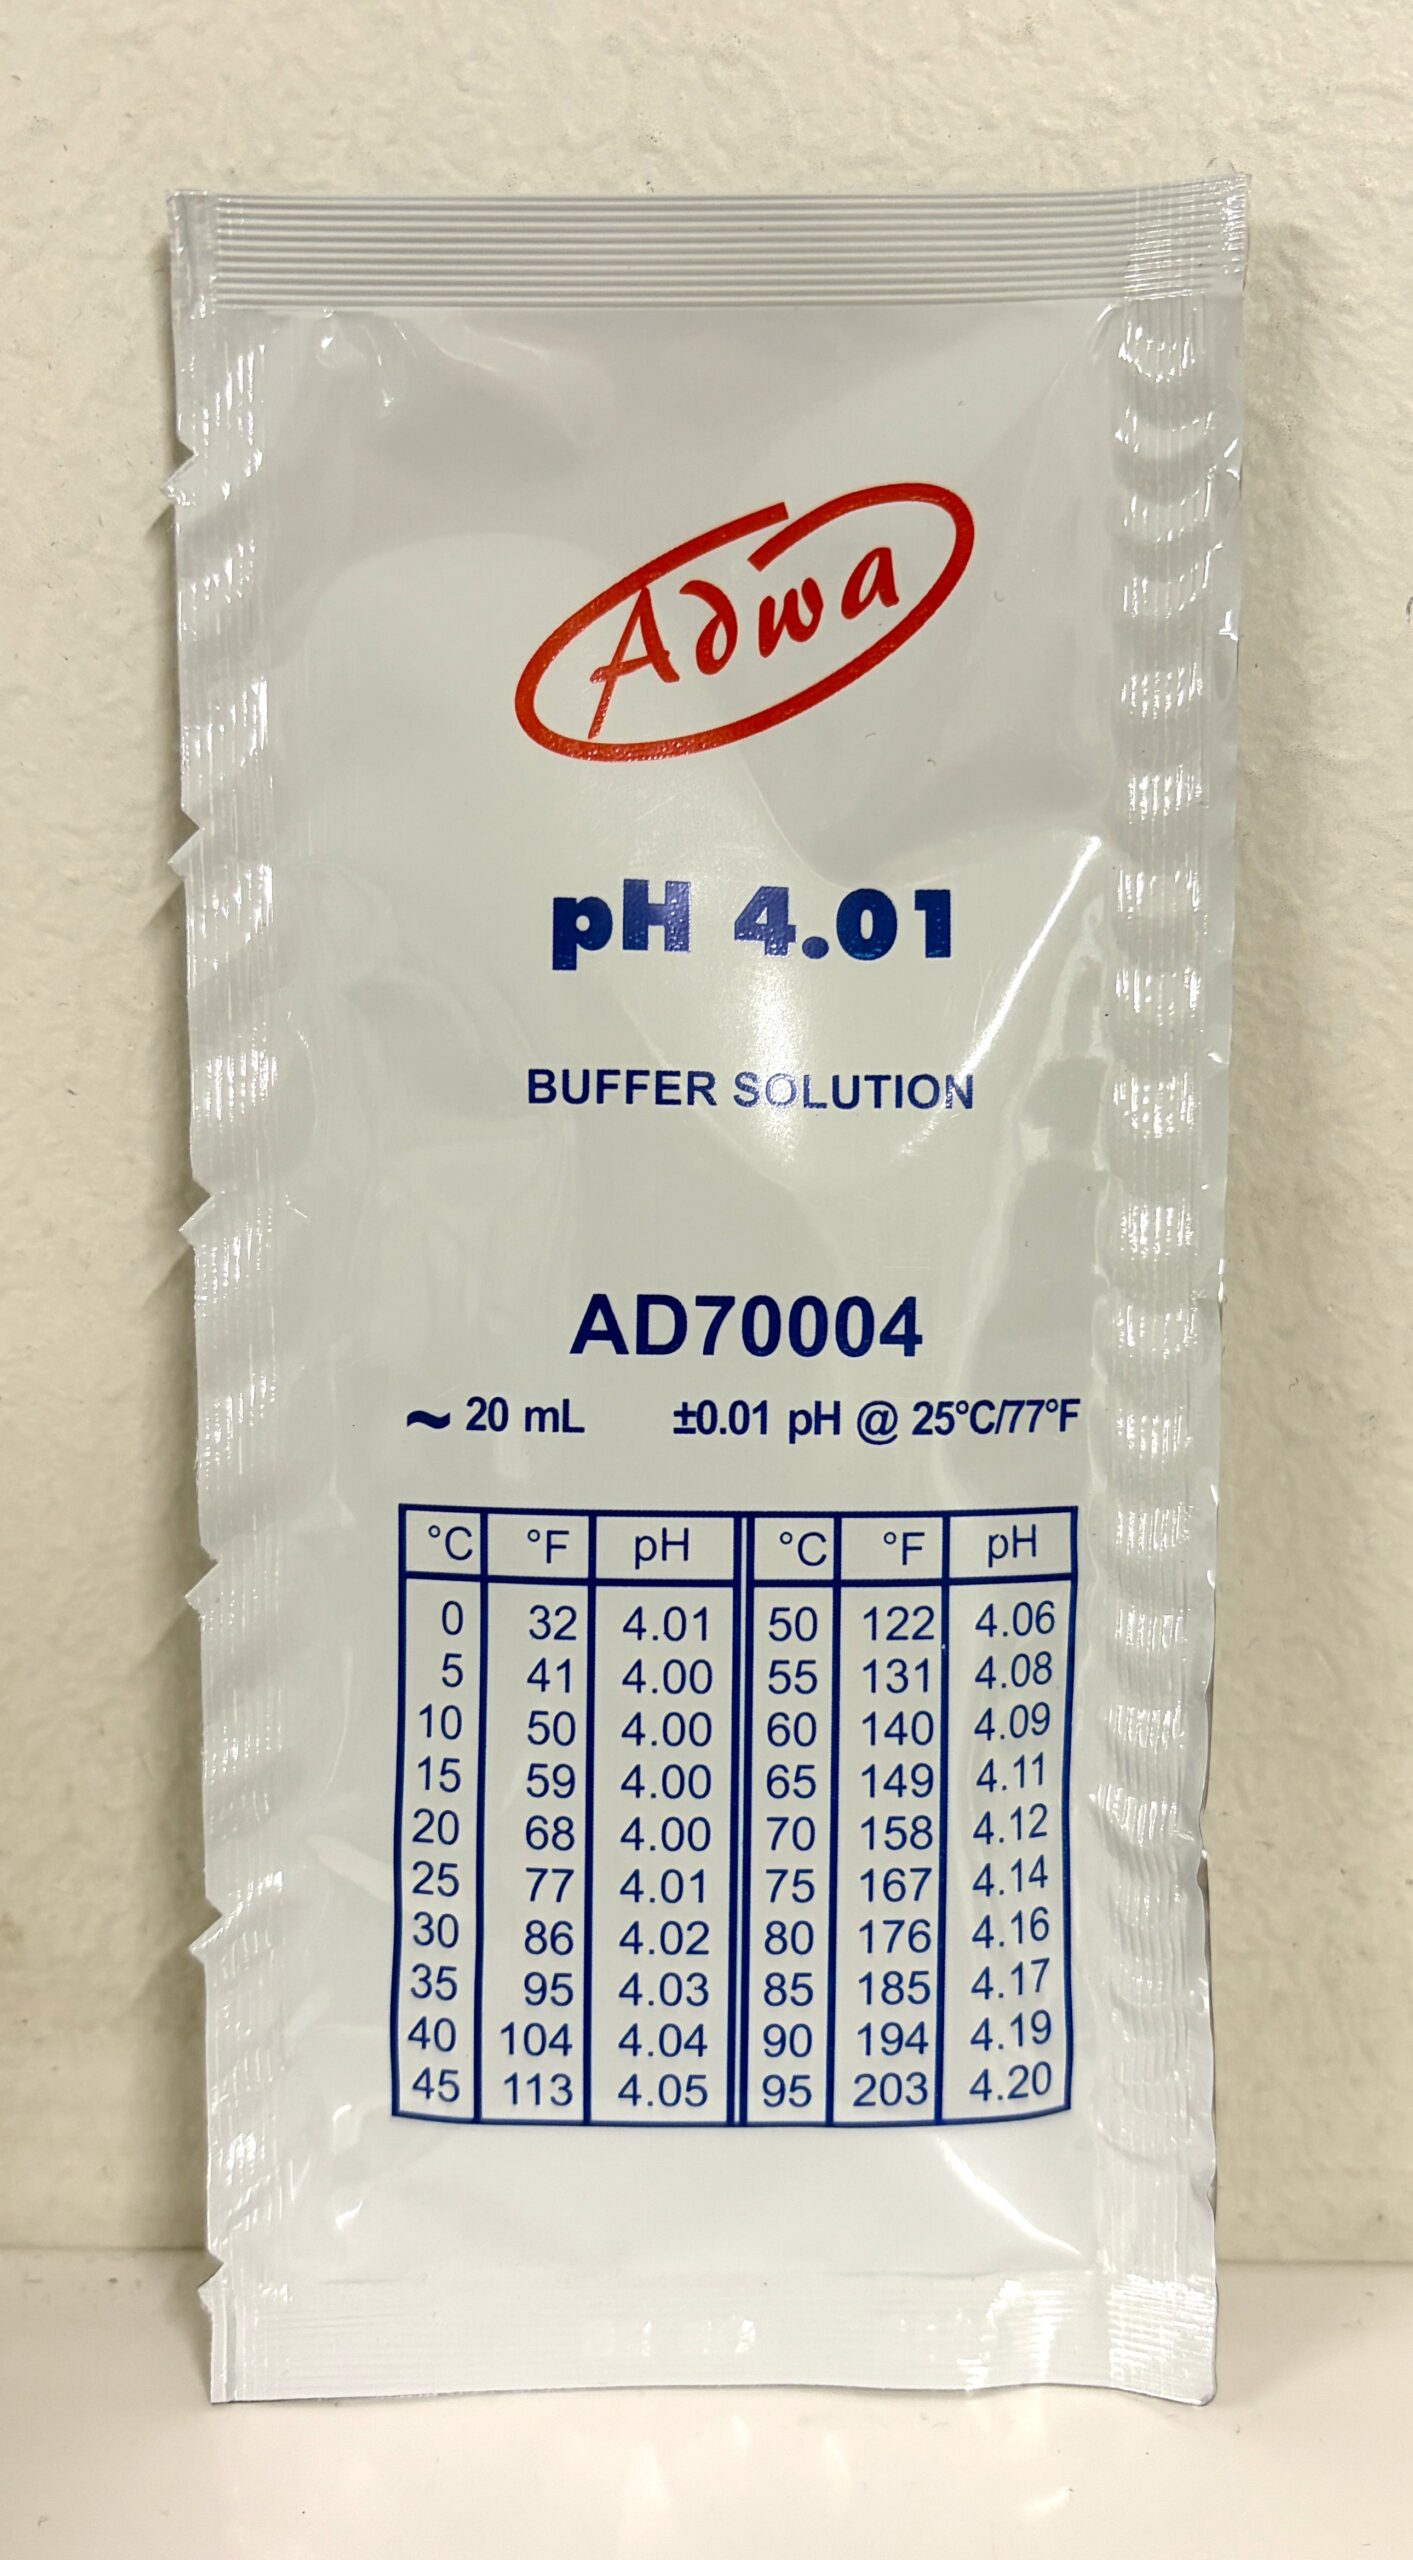 Adwa
pH 4.01
BUFFER SOLUTION
AD70004
~ 20 mL ±0.01 pH @ 25°C/77°F
°C °F pH °C °F pH
0 32 4.01 50 122 4.06
5 41 4.00 55 131 4.08
10 50 4.00 60 140 4.09
15 59 4.00 65 149 4.11
20 68 4.00 70 158 4.12
25 77 4.01 75 167 4.14
30 86 4.02 80 176 4.16
35 95 4.03 85 185 4.17
40 104 4.04 90 194 4.19
45 113 4.05 95 203 4.20